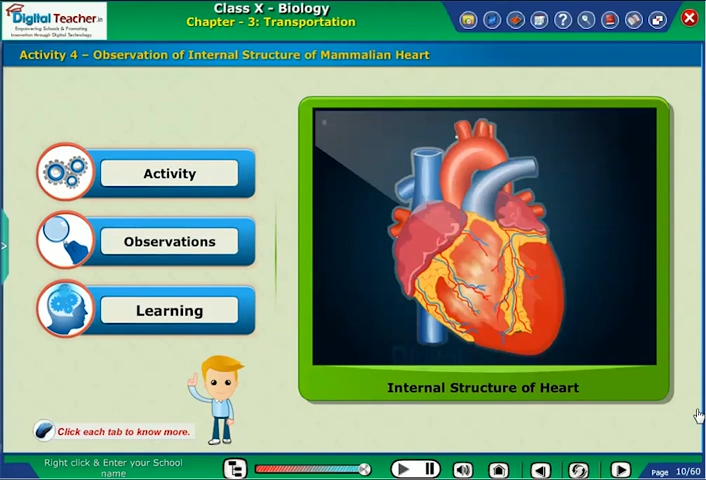 Digital Teacher.in
Empowering Schools & Promoting
Innovation through Digital Technology
Class X - Biology
Chapter - 3: Transportation
Activity 4 – Observation of Internal Structure of Mammalian Heart
Activity
Observations
Learning
Click each tab to know more.
Internal Structure of Heart
Right click & Enter your School
name
Page 10/60